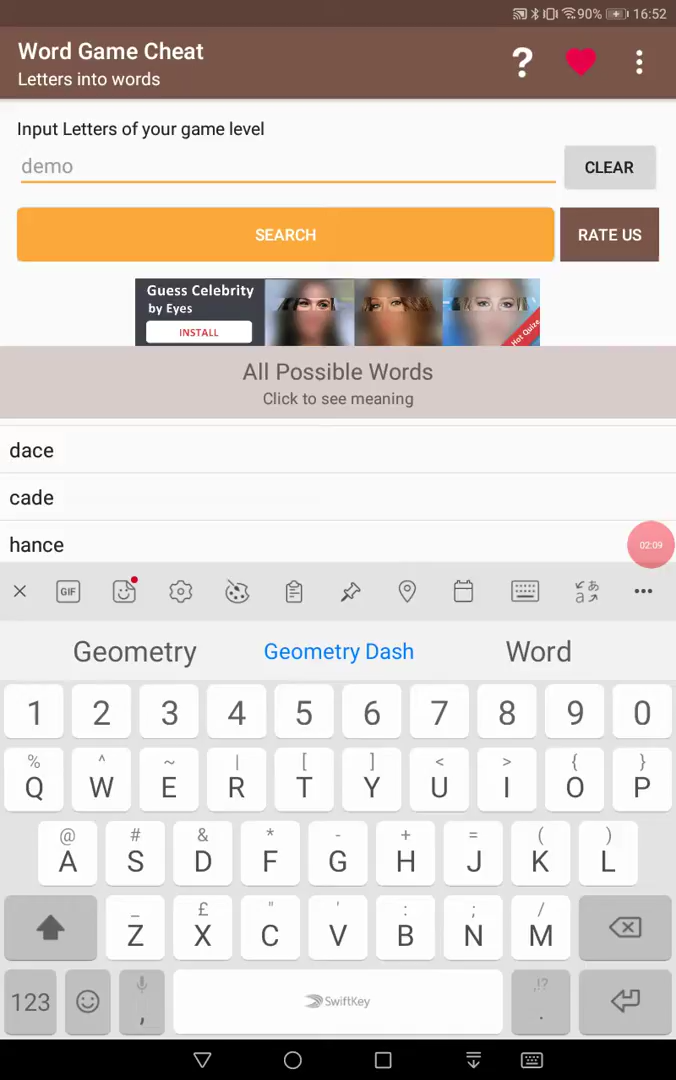 90% 16:52
Word Game Cheat
Letters into words
?
Input Letters of your game level
demo
CLEAR
SEARCH
RATE US
Guess Celebrity
by Eyes
INSTALL
Hot Quize
All Possible Words
Click to see meaning
dace
cade
hance
02:09
GIF
Geometry Geometry Dash Word
1 2 3 4 5 6 7 8 9 0
% ^ ~ | [ ] < > { }
Q W E R T Y U I O P
@ # & * - + = ( )
A S D F G H J K L
_ £ " ' : ; /
Z X C V B N M
,!?
123 , SwiftKey .